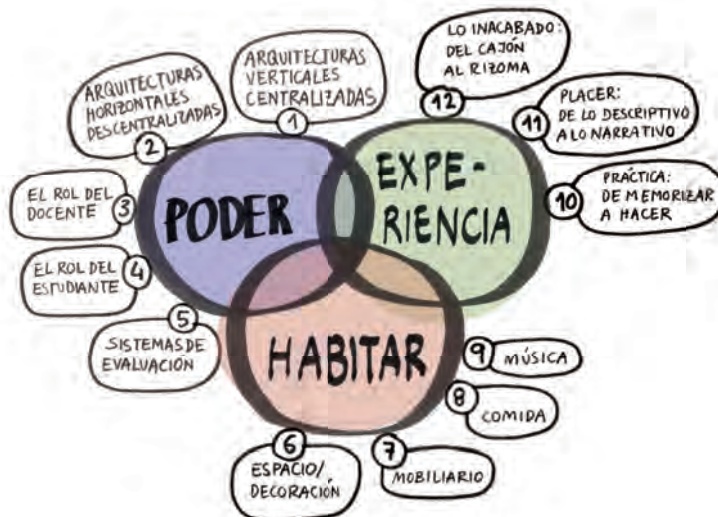 ARQUITECTURAS
VERTICALES
CENTRALIZADAS
1
ARQUITECTURAS
HORIZONTALES
DESCENTRALIZADAS
2
EL ROL DEL
DOCENTE
3
EL ROL DEL
ESTUDIANTE
4
5
SISTEMAS DE
EVALUACIÓN
PODER
EXPE-
RIENCIA
HABITAR
6
ESPACIO/
DECORACIÓN
7
MOBILIARIO
8
COMIDA
9
MÚSICA
10
PRÁCTICA:
DE MEMORIZAR
A HACER
11
PLACER:
DE LO DESCRIPTIVO
A LO NARRATIVO
LO INACABADO:
DEL CAJÓN
AL RIZOMA
12